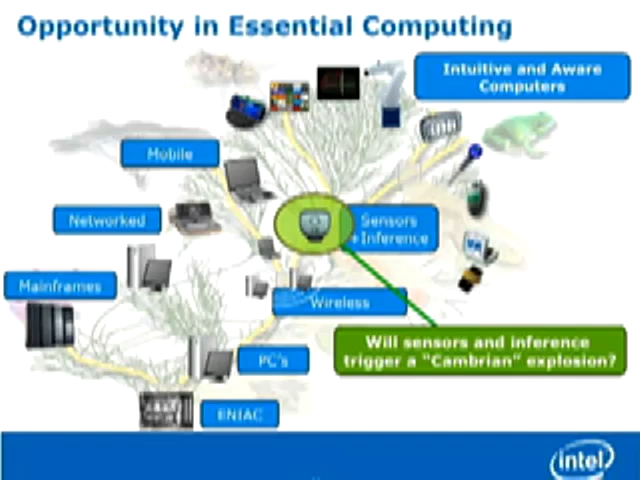 Opportunity in Essential Computing
Intuitive and Aware
Computers
Mobile
Networked
Sensors
+Inference
Mainframes
Wireless
Will sensors and inference
trigger a "Cambrian" explosion?
PC's
ENIAC
intel